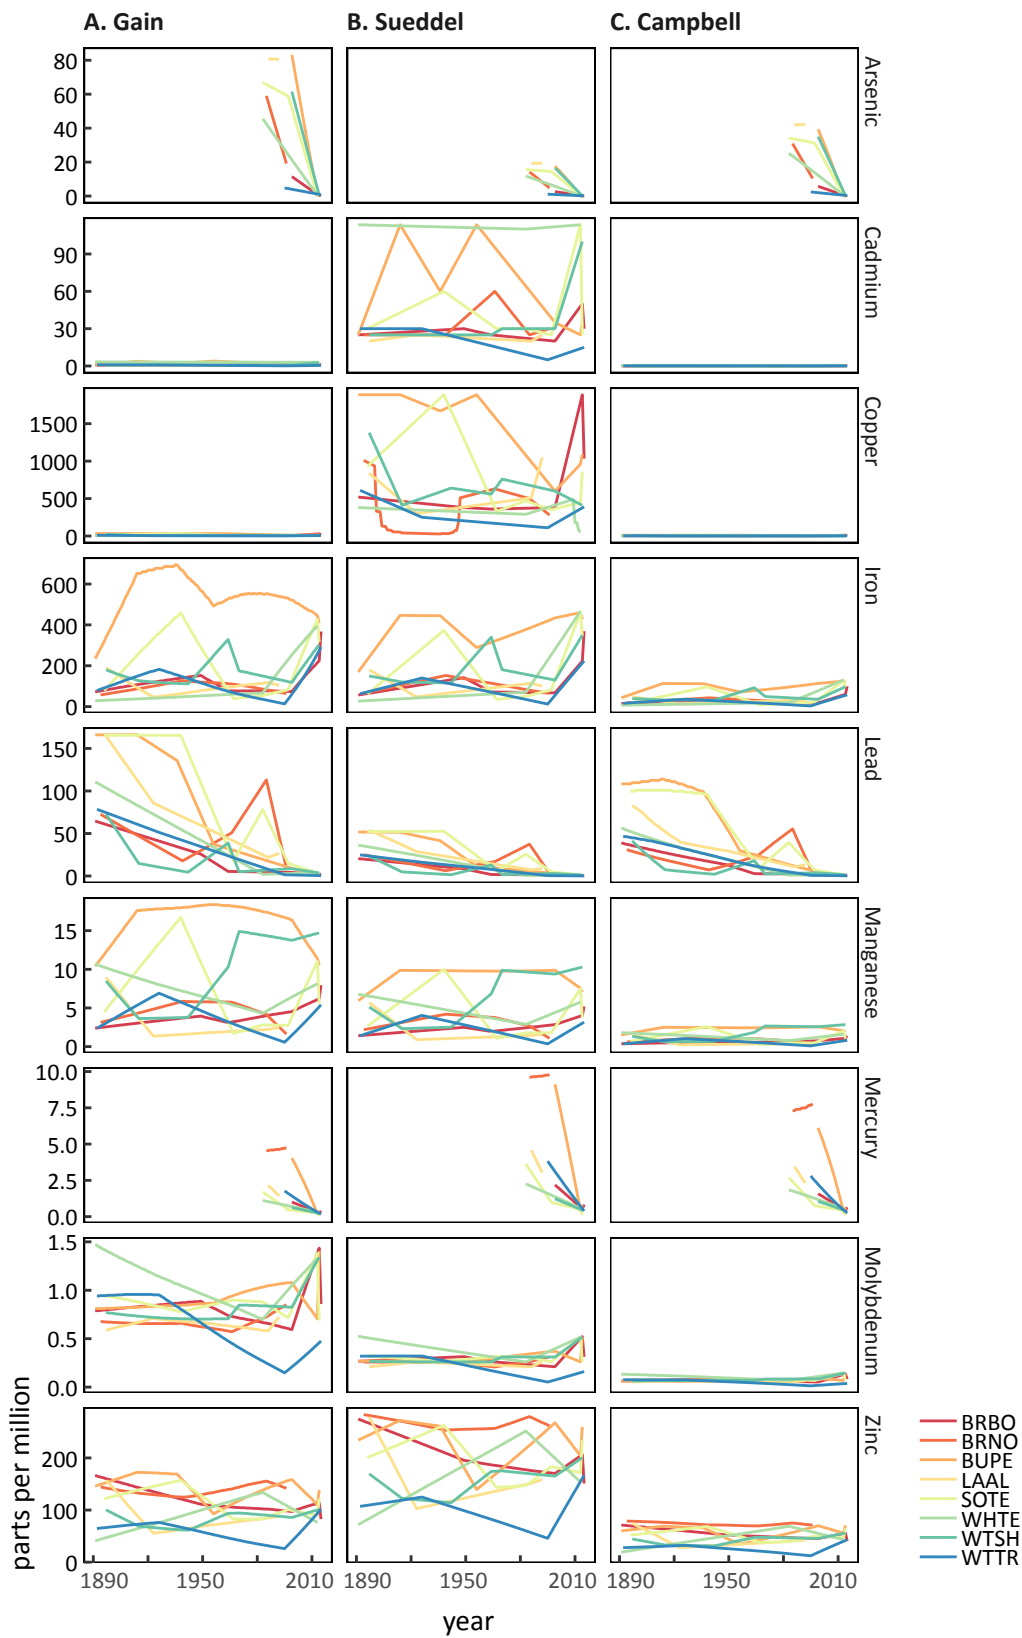 A. Gain B. Sueddel C. Campbell
80
60
40
20
0
Arsenic
90
60
30
0
Cadmium
1500
1000
500
0
Copper
600
400
200
0
Iron
150
100
50
0
Lead
15
10
5
0
Manganese
10.0
7.5
5.0
2.5
0.0
Mercury
1.5
1.0
0.5
0.0
Molybdenum
200
100
0
Zinc
parts per million
1890 1950 2010 1890 1950 2010 1890 1950 2010
year
BRBO
BRNO
BUPE
LAAL
SOTE
WHTE
WTSH
WTTR